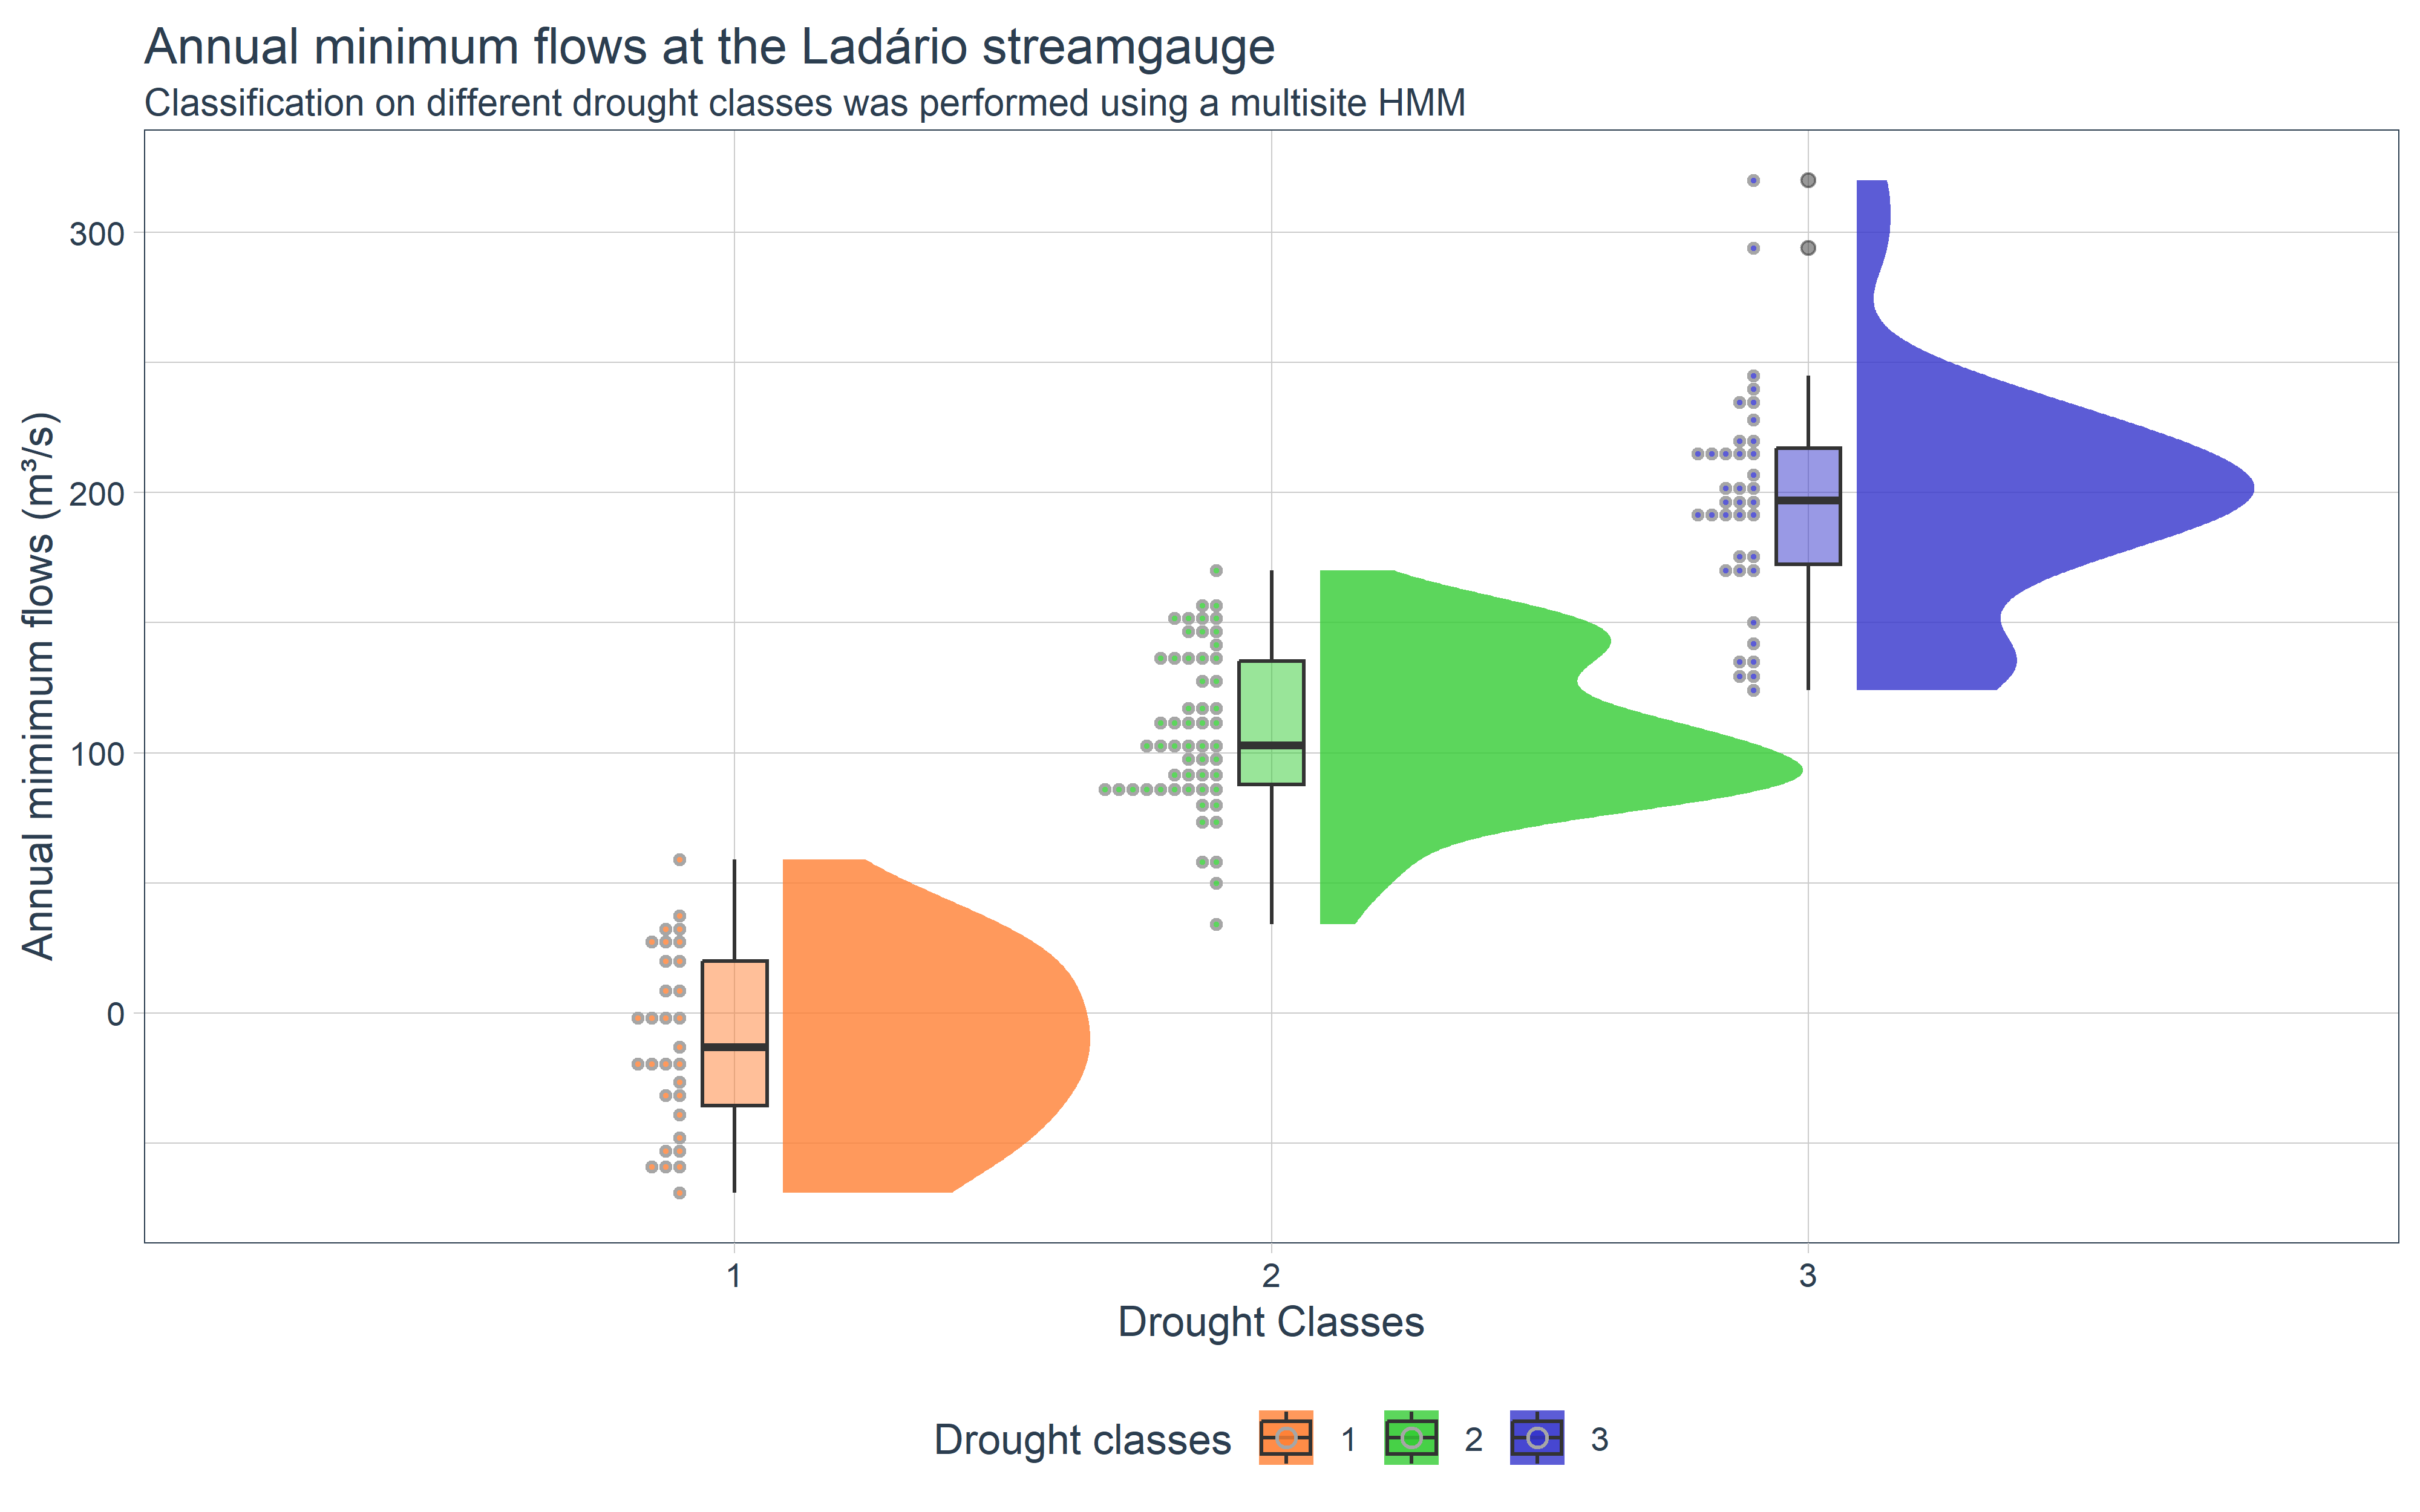 Annual minimum flows at the Ladário streamgauge
Classification on different drought classes was performed using a multisite HMM
Annual mimimum flows (m³/s)
300
200
100
0
1 2 3
Drought Classes
Drought classes 1 2 3